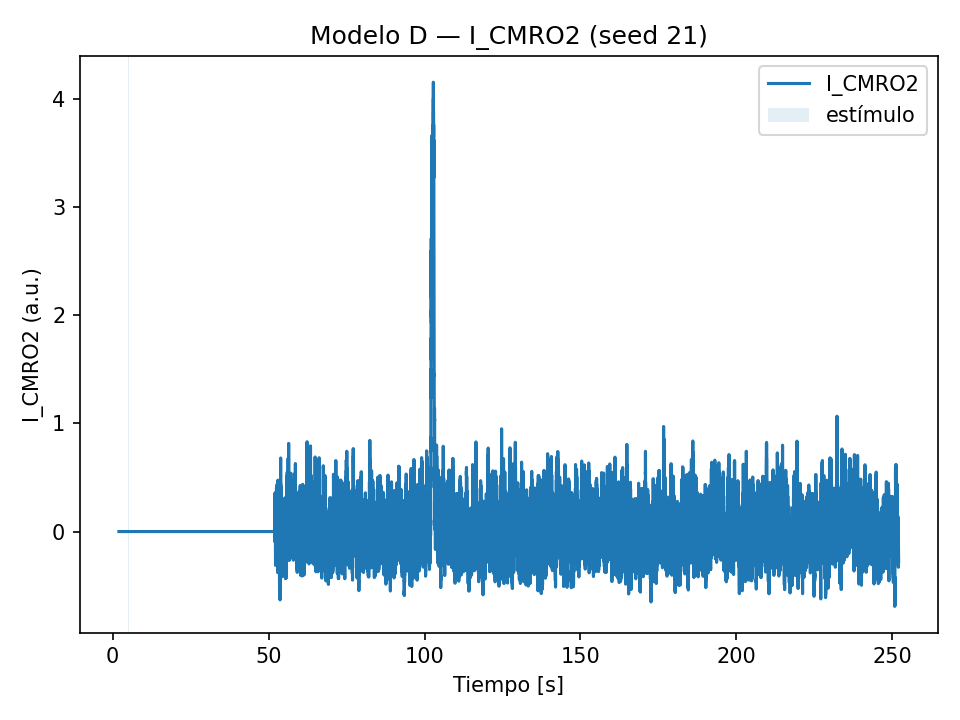 Modelo D — I_CMRO2 (seed 21)
I_CMRO2
estímulo
I_CMRO2 (a.u.)
4
3
2
1
0
0 50 100 150 200 250
Tiempo [s]